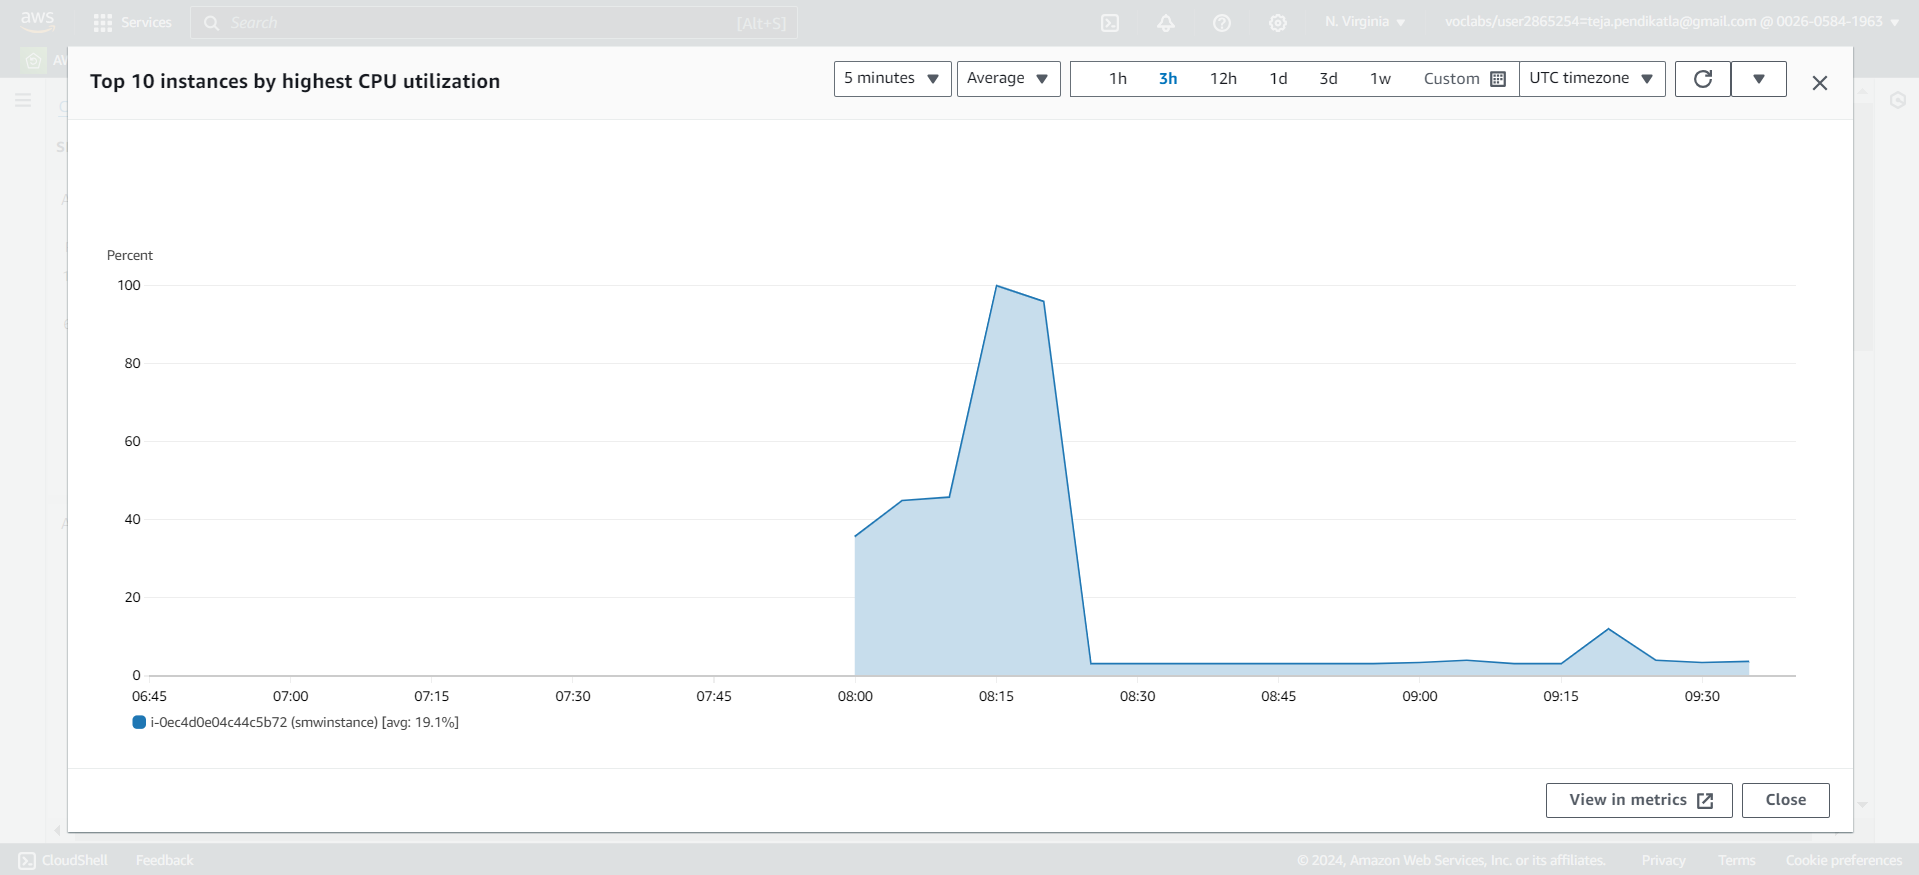 aws
Services
Search
[Alt+S]
N. Virginia
voclabs/user2865254=teja.pendikatla@gmail.com @ 0026-0584-1963
Top 10 instances by highest CPU utilization
5 minutes
Average
1h 3h 12h 1d 3d 1w Custom
UTC timezone
Percent
100
80
60
40
20
0
06:45 07:00 07:15 07:30 07:45 08:00 08:15 08:30 08:45 09:00 09:15 09:30
i-0ec4d0e04c44c5b72 (smwinstance) [avg: 19.1%]
View in metrics
Close
CloudShell
Feedback
© 2024, Amazon Web Services, Inc. or its affiliates.
Privacy
Terms
Cookie preferences